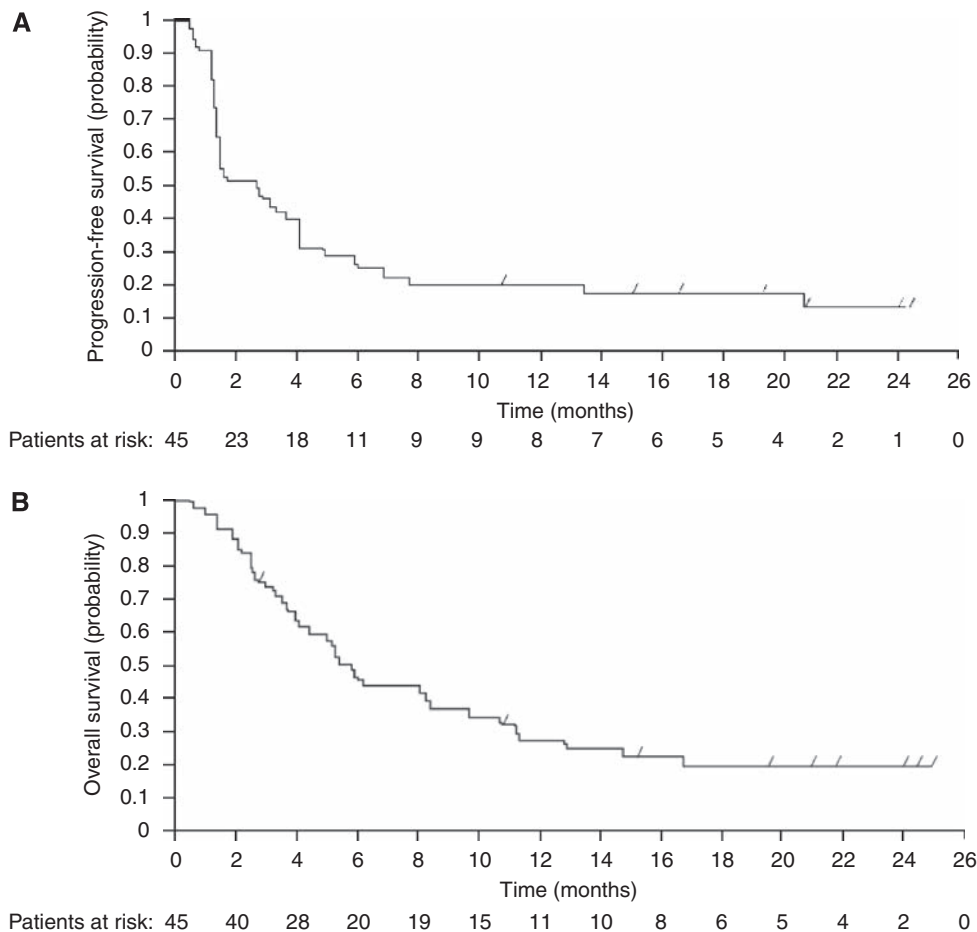 A
Progression-free survival (probability)
1
0.9
0.8
0.7
0.6
0.5
0.4
0.3
0.2
0.1
0
0 2 4 6 8 10 12 14 16 18 20 22 24 26
Time (months)
Patients at risk: 45 23 18 11 9 9 8 7 6 5 4 2 1 0
B
Overall survival (probability)
1
0.9
0.8
0.7
0.6
0.5
0.4
0.3
0.2
0.1
0
0 2 4 6 8 10 12 14 16 18 20 22 24 26
Time (months)
Patients at risk: 45 40 28 20 19 15 11 10 8 6 5 4 2 0